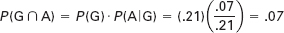 P(G ∩ A) = P(G) · P(A|G) = (.21)(.07/.21) = .07